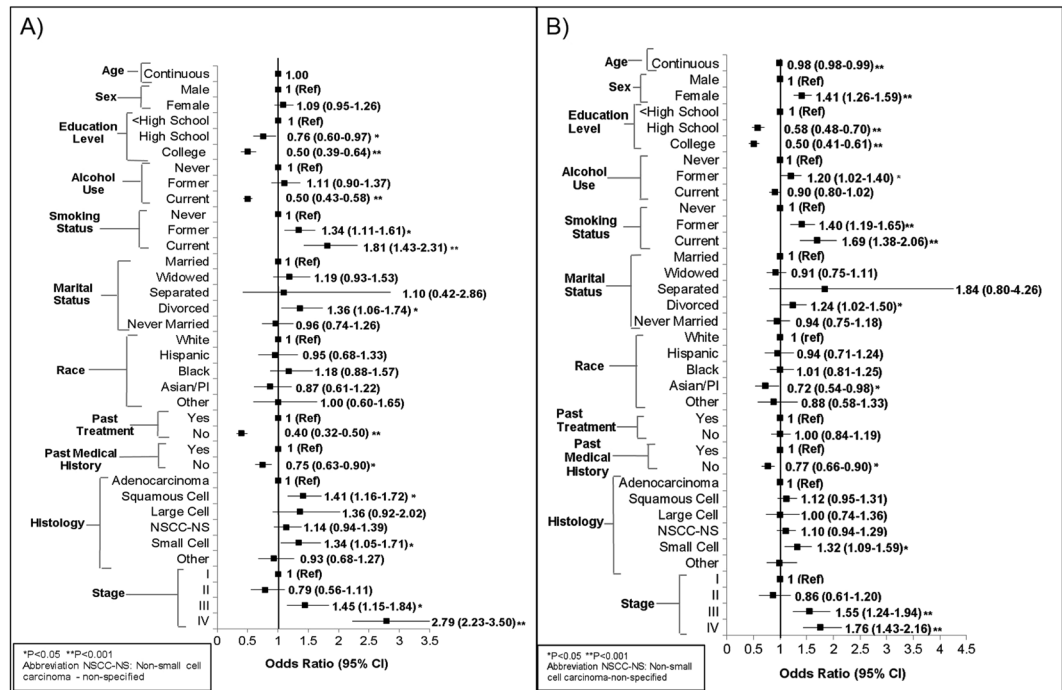 A)
Age
Continuous
1.00
Sex
Male
1 (Ref)
Female
1.09 (0.95-1.26)
Education
Level
<High School
1 (Ref)
High School
0.76 (0.60-0.97) *
College
0.50 (0.39-0.64) **
Alcohol
Use
Never
1 (Ref)
Former
1.11 (0.90-1.37)
Current
0.50 (0.43-0.58) **
Smoking
Status
Never
1 (Ref)
Former
1.34 (1.11-1.61)*
Current
1.81 (1.43-2.31) **
Marital
Status
Married
1 (Ref)
Widowed
1.19 (0.93-1.53)
Separated
1.10 (0.42-2.86)
Divorced
1.36 (1.06-1.74) *
Never Married
0.96 (0.74-1.26)
Race
White
1 (Ref)
Hispanic
0.95 (0.68-1.33)
Black
1.18 (0.88-1.57)
Asian/PI
0.87 (0.61-1.22)
Other
1.00 (0.60-1.65)
Past
Treatment
Yes
1 (Ref)
No
0.40 (0.32-0.50) **
Past Medical
History
Yes
1 (Ref)
No
0.75 (0.63-0.90) *
Histology
Adenocarcinoma
1 (Ref)
Squamous Cell
1.41 (1.16-1.72) *
Large Cell
1.36 (0.92-2.02)
NSCC-NS
1.14 (0.94-1.39)
Small Cell
1.34 (1.05-1.71)*
Other
0.93 (0.68-1.27)
Stage
I
1 (Ref)
II
0.79 (0.56-1.11)
III
1.45 (1.15-1.84) *
IV
2.79 (2.23-3.50) **
0 0.5 1 1.5 2 2.5 3 3.5
Odds Ratio (95% CI)
*P<0.05 **P<0.001
Abbreviation NSCC-NS: Non-small cell
carcinoma - non-specified
B)
Age
Continuous
0.98 (0.98-0.99) **
Sex
Male
1 (Ref)
Female
1.41 (1.26-1.59) **
Education
Level
<High School
1 (Ref)
High School
0.58 (0.48-0.70) **
College
0.50 (0.41-0.61) **
Alcohol
Use
Never
1 (Ref)
Former
1.20 (1.02-1.40) *
Current
0.90 (0.80-1.02)
Smoking
Status
Never
1 (Ref)
Former
1.40 (1.19-1.65) **
Current
1.69 (1.38-2.06) **
Marital
Status
Married
1 (Ref)
Widowed
0.91 (0.75-1.11)
Separated
1.84 (0.80-4.26)
Divorced
1.24 (1.02-1.50) *
Never Married
0.94 (0.75-1.18)
Race
White
1 (ref)
Hispanic
0.94 (0.71-1.24)
Black
1.01 (0.81-1.25)
Asian/PI
0.72 (0.54-0.98) *
Other
0.88 (0.58-1.33)
Past
Treatment
Yes
1 (Ref)
No
1.00 (0.84-1.19)
Past
Medical
History
Yes
1 (Ref)
No
0.77 (0.66-0.90) *
Histology
Adenocarcinoma
1 (Ref)
Squamous Cell
1.12 (0.95-1.31)
Large Cell
1.00 (0.74-1.36)
NSCC-NS
1.10 (0.94-1.29)
Small Cell
1.32 (1.09-1.59)*
Other
Stage
I
1 (Ref)
II
0.86 (0.61-1.20)
III
1.55 (1.24-1.94) **
IV
1.76 (1.43-2.16) **
0 0.5 1 1.5 2 2.5 3 3.5 4 4.5
Odds Ratio (95% CI)
*P<0.05 **P<0.001
Abbreviation NSCC-NS: Non-small
cell carcinoma-non-specified